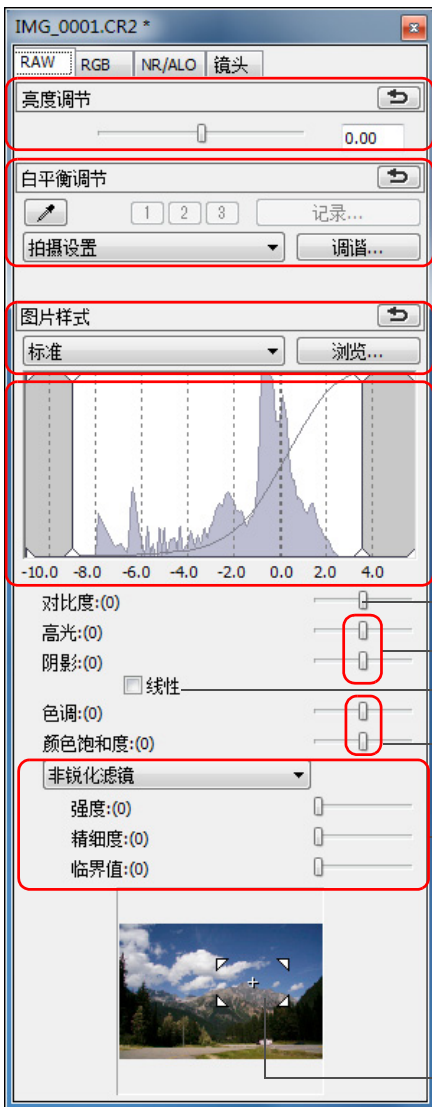 IMG_0001.CR2 *
RAW RGB NR/ALO 镜头
亮度调节
0.00
白平衡调节
1 2 3 记录...
拍摄设置 调谐...
图片样式
标准 浏览...
-10.0 -8.0 -6.0 -4.0 -2.0 0.0 2.0 4.0
对比度:(0)
高光:(0)
阴影:(0)
线性
色调:(0)
颜色饱和度:(0)
非锐化滤镜
强度:(0)
精细度:(0)
临界值:(0)